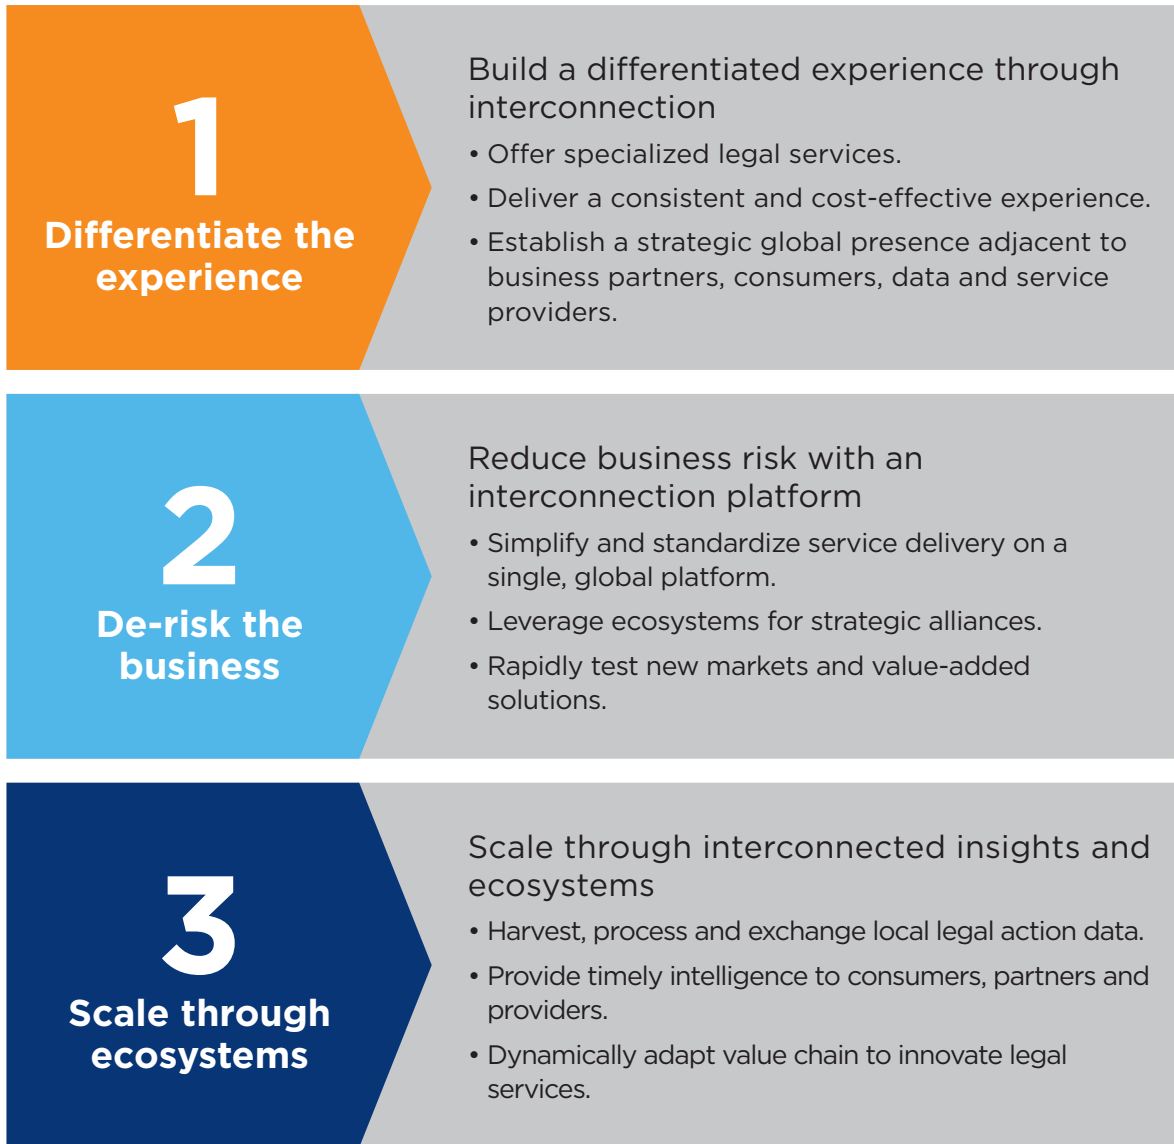 1
Differentiate the
experience
Build a differentiated experience through
interconnection
• Offer specialized legal services.
• Deliver a consistent and cost-effective experience.
• Establish a strategic global presence adjacent to
business partners, consumers, data and service
providers.
2
De-risk the
business
Reduce business risk with an
interconnection platform
• Simplify and standardize service delivery on a
single, global platform.
• Leverage ecosystems for strategic alliances.
• Rapidly test new markets and value-added
solutions.
3
Scale through
ecosystems
Scale through interconnected insights and
ecosystems
• Harvest, process and exchange local legal action data.
• Provide timely intelligence to consumers, partners and
providers.
• Dynamically adapt value chain to innovate legal
services.